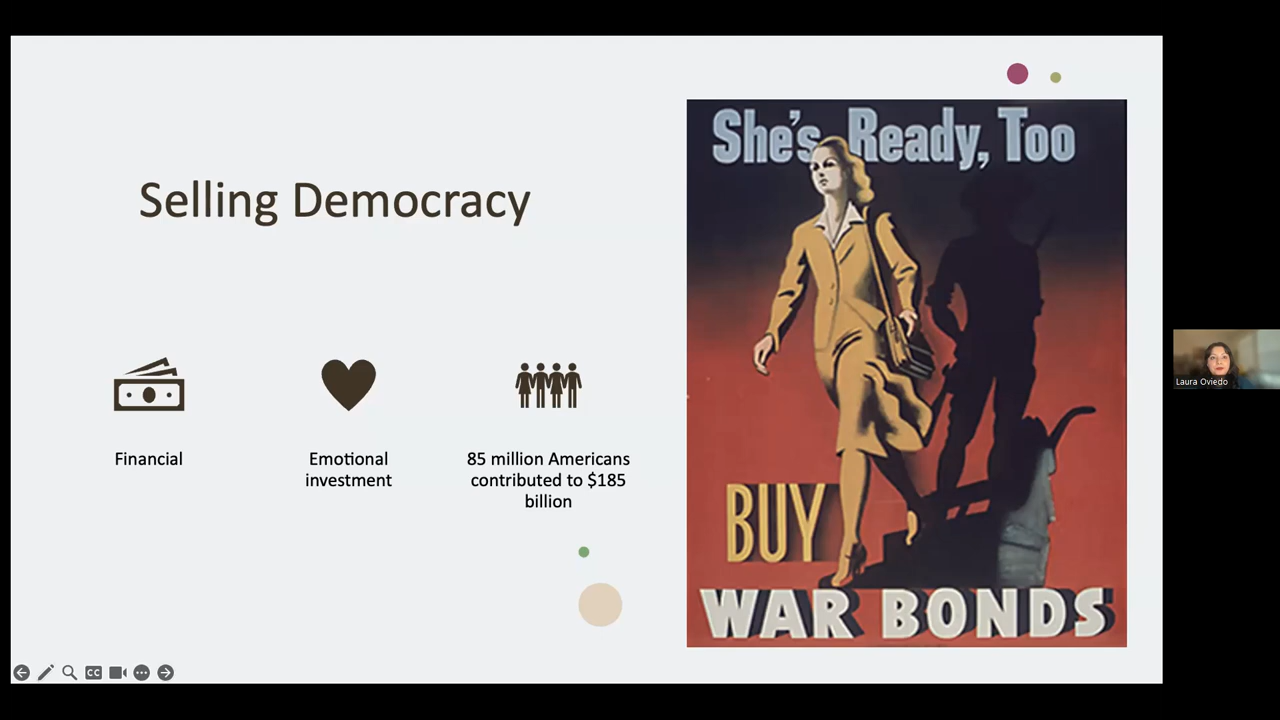 Selling Democracy
Financial
Emotional
investment
85 million Americans
contributed to $185
billion
She's Ready, Too
BUY
WAR BONDS
CC
Laura Oviedo